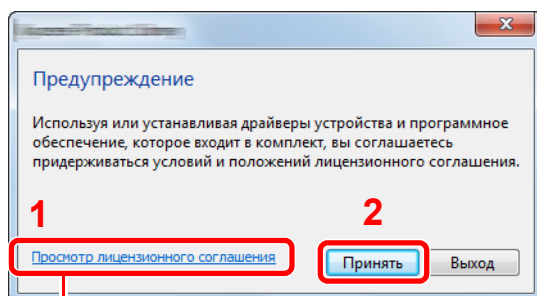 Предупреждение
Используя или устанавливая драйверы устройства и программное
обеспечение, которое входит в комплект, вы соглашаетесь
придерживаться условий и положений лицензионного соглашения.
1
2
Просмотр лицензионного соглашения
Принять
Выход